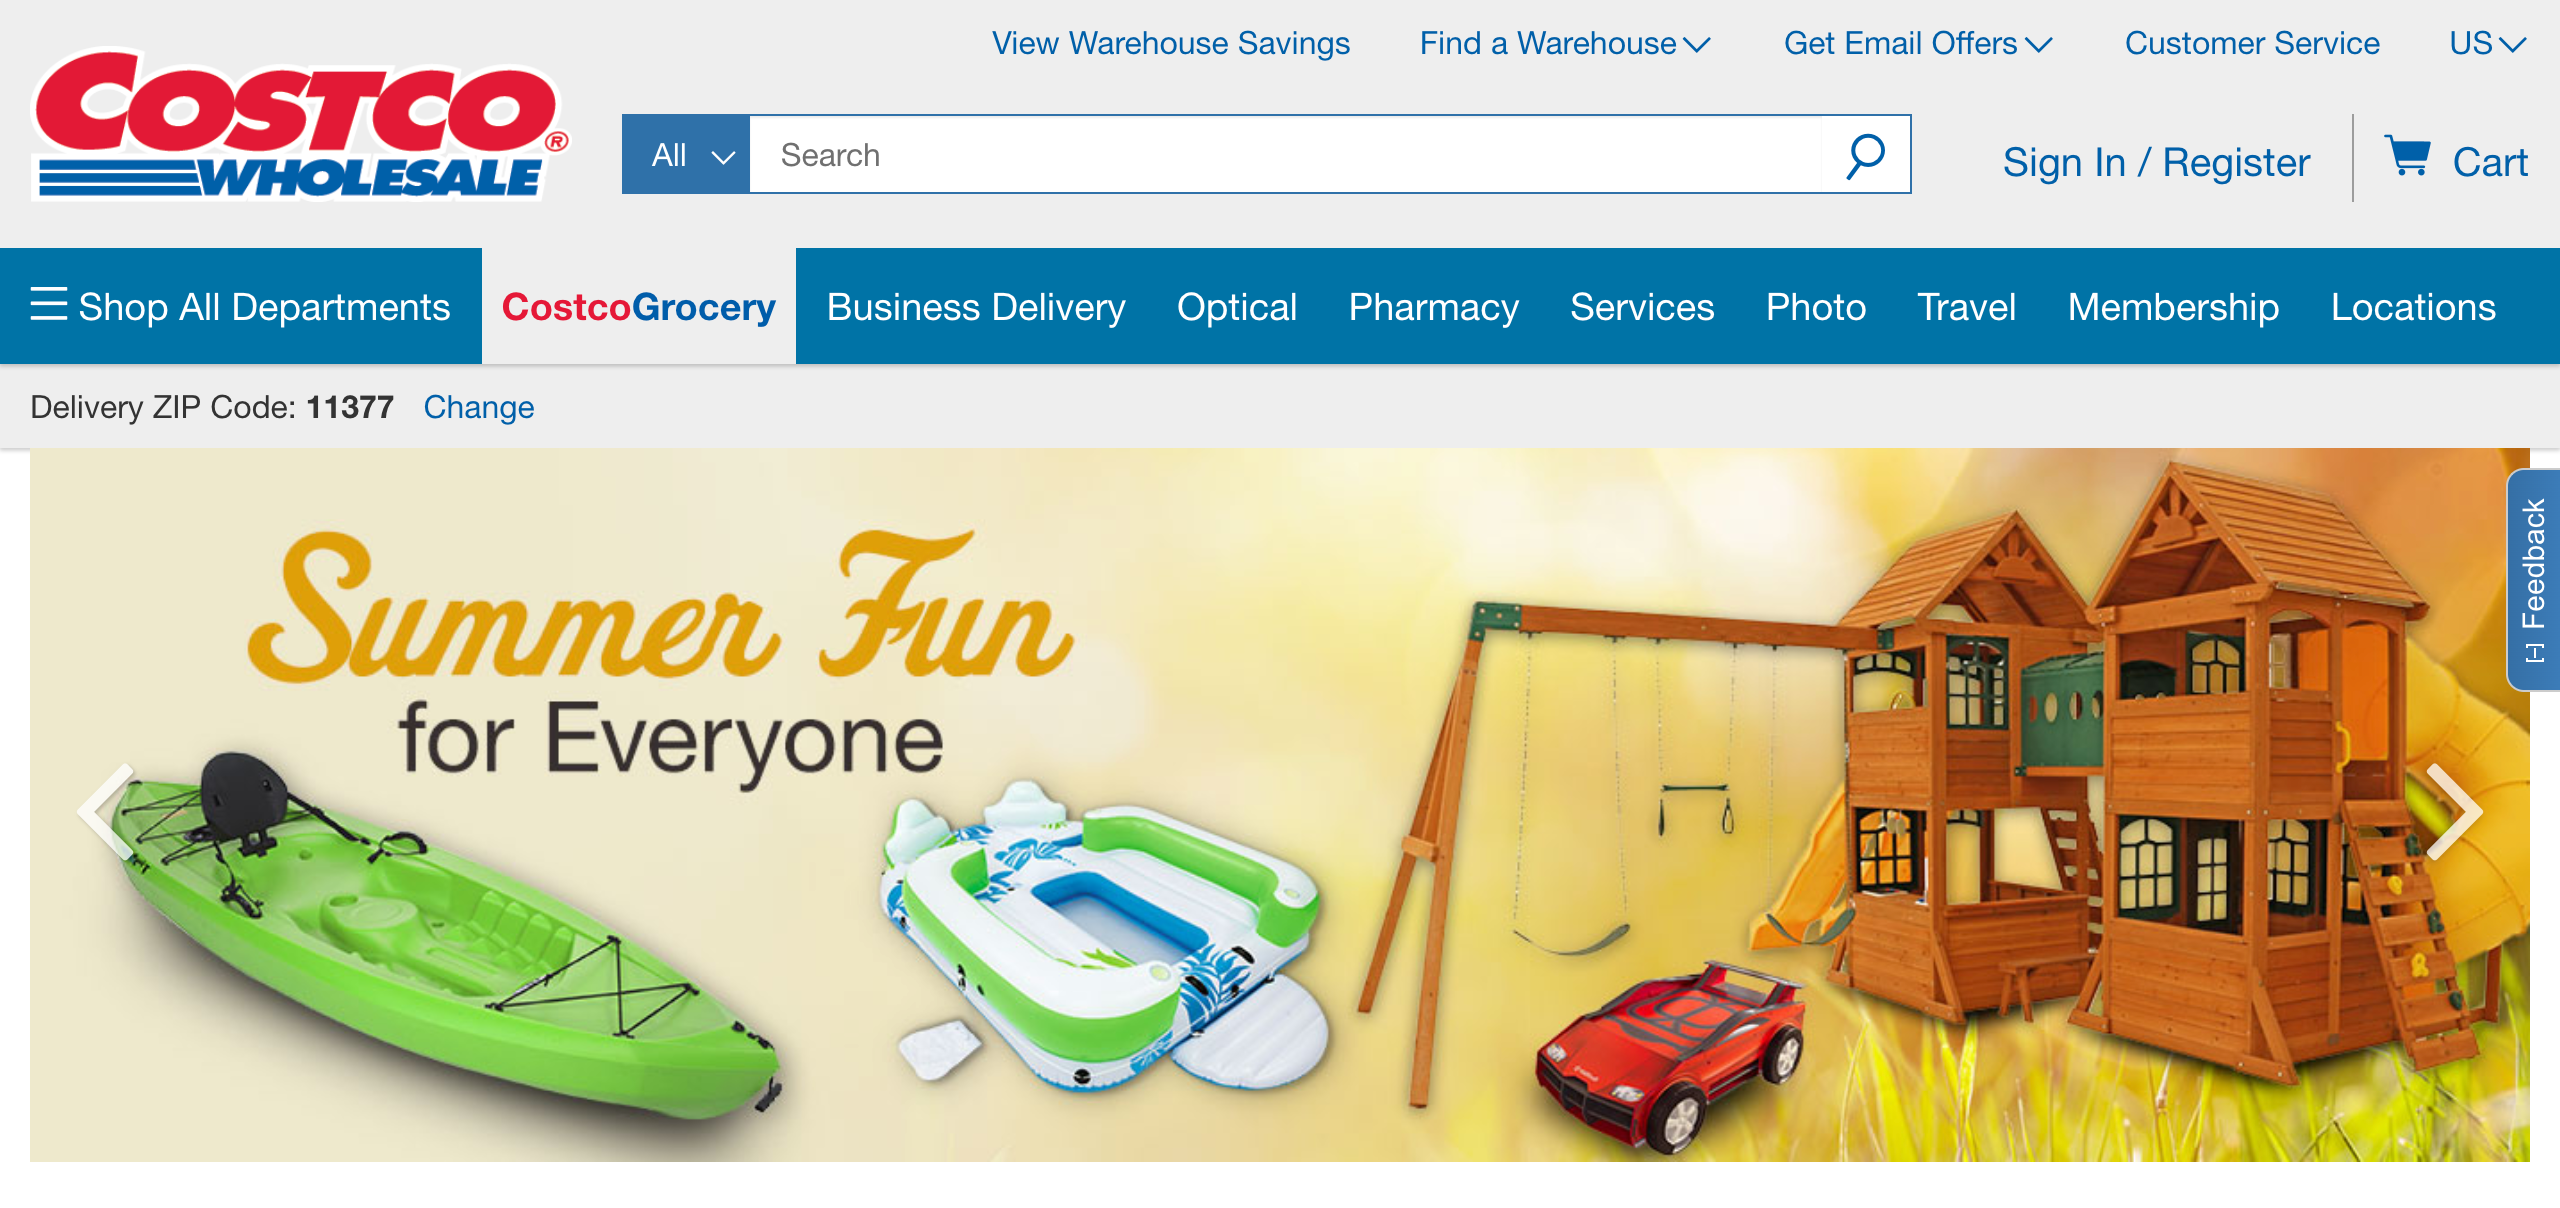 View Warehouse Savings Find a Warehouse Get Email Offers Customer Service US
COSTCO®
WHOLESALE
All Search Sign In / Register Cart
Shop All Departments CostcoGrocery Business Delivery Optical Pharmacy Services Photo Travel Membership Locations
Delivery ZIP Code: 11377 Change
Summer Fun
for Everyone
[-] Feedback